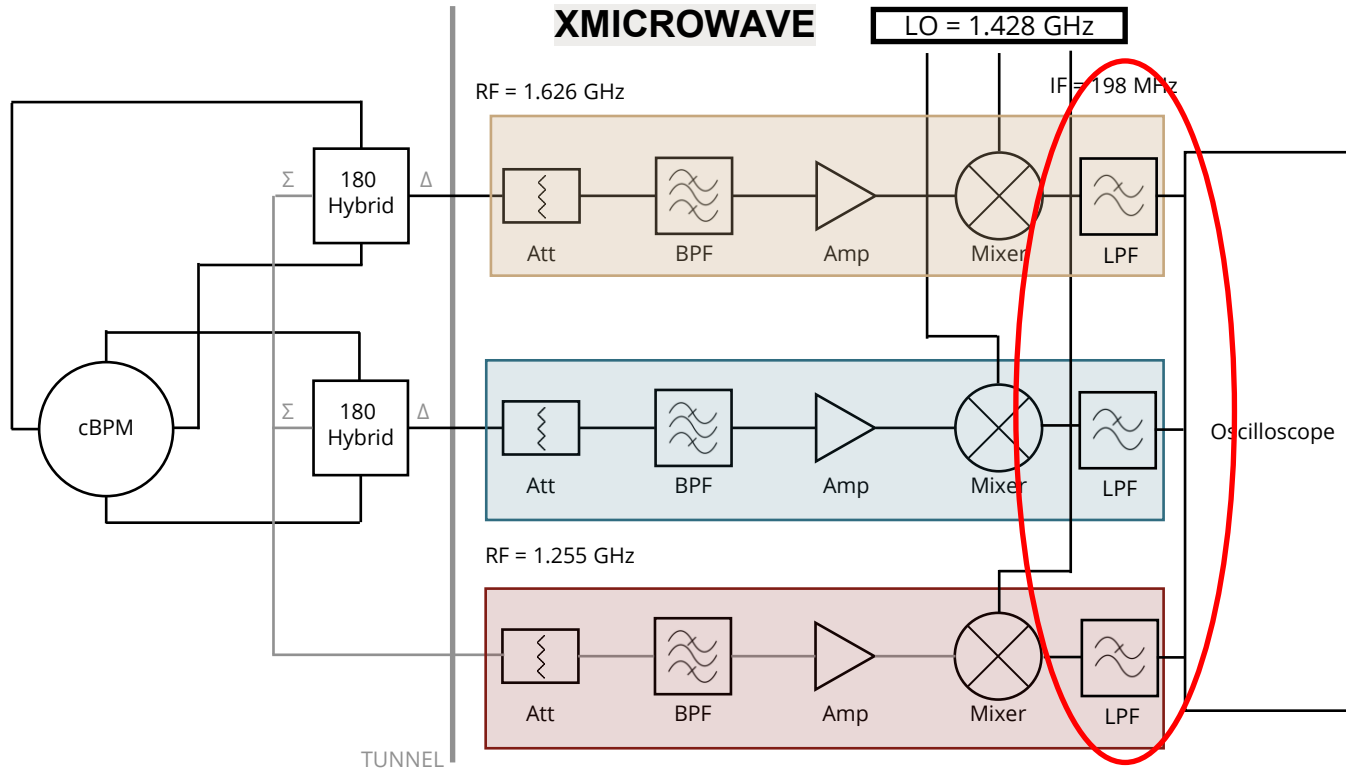 XMICROWAVE
LO = 1.428 GHz
RF = 1.626 GHz
IF = 198 MHz
Σ
180
Hybrid
Δ
Att
BPF
Amp
Mixer
LPF
cBPM
Σ
180
Hybrid
Δ
Att
BPF
Amp
Mixer
LPF
Oscilloscope
RF = 1.255 GHz
Att
BPF
Amp
Mixer
LPF
TUNNEL